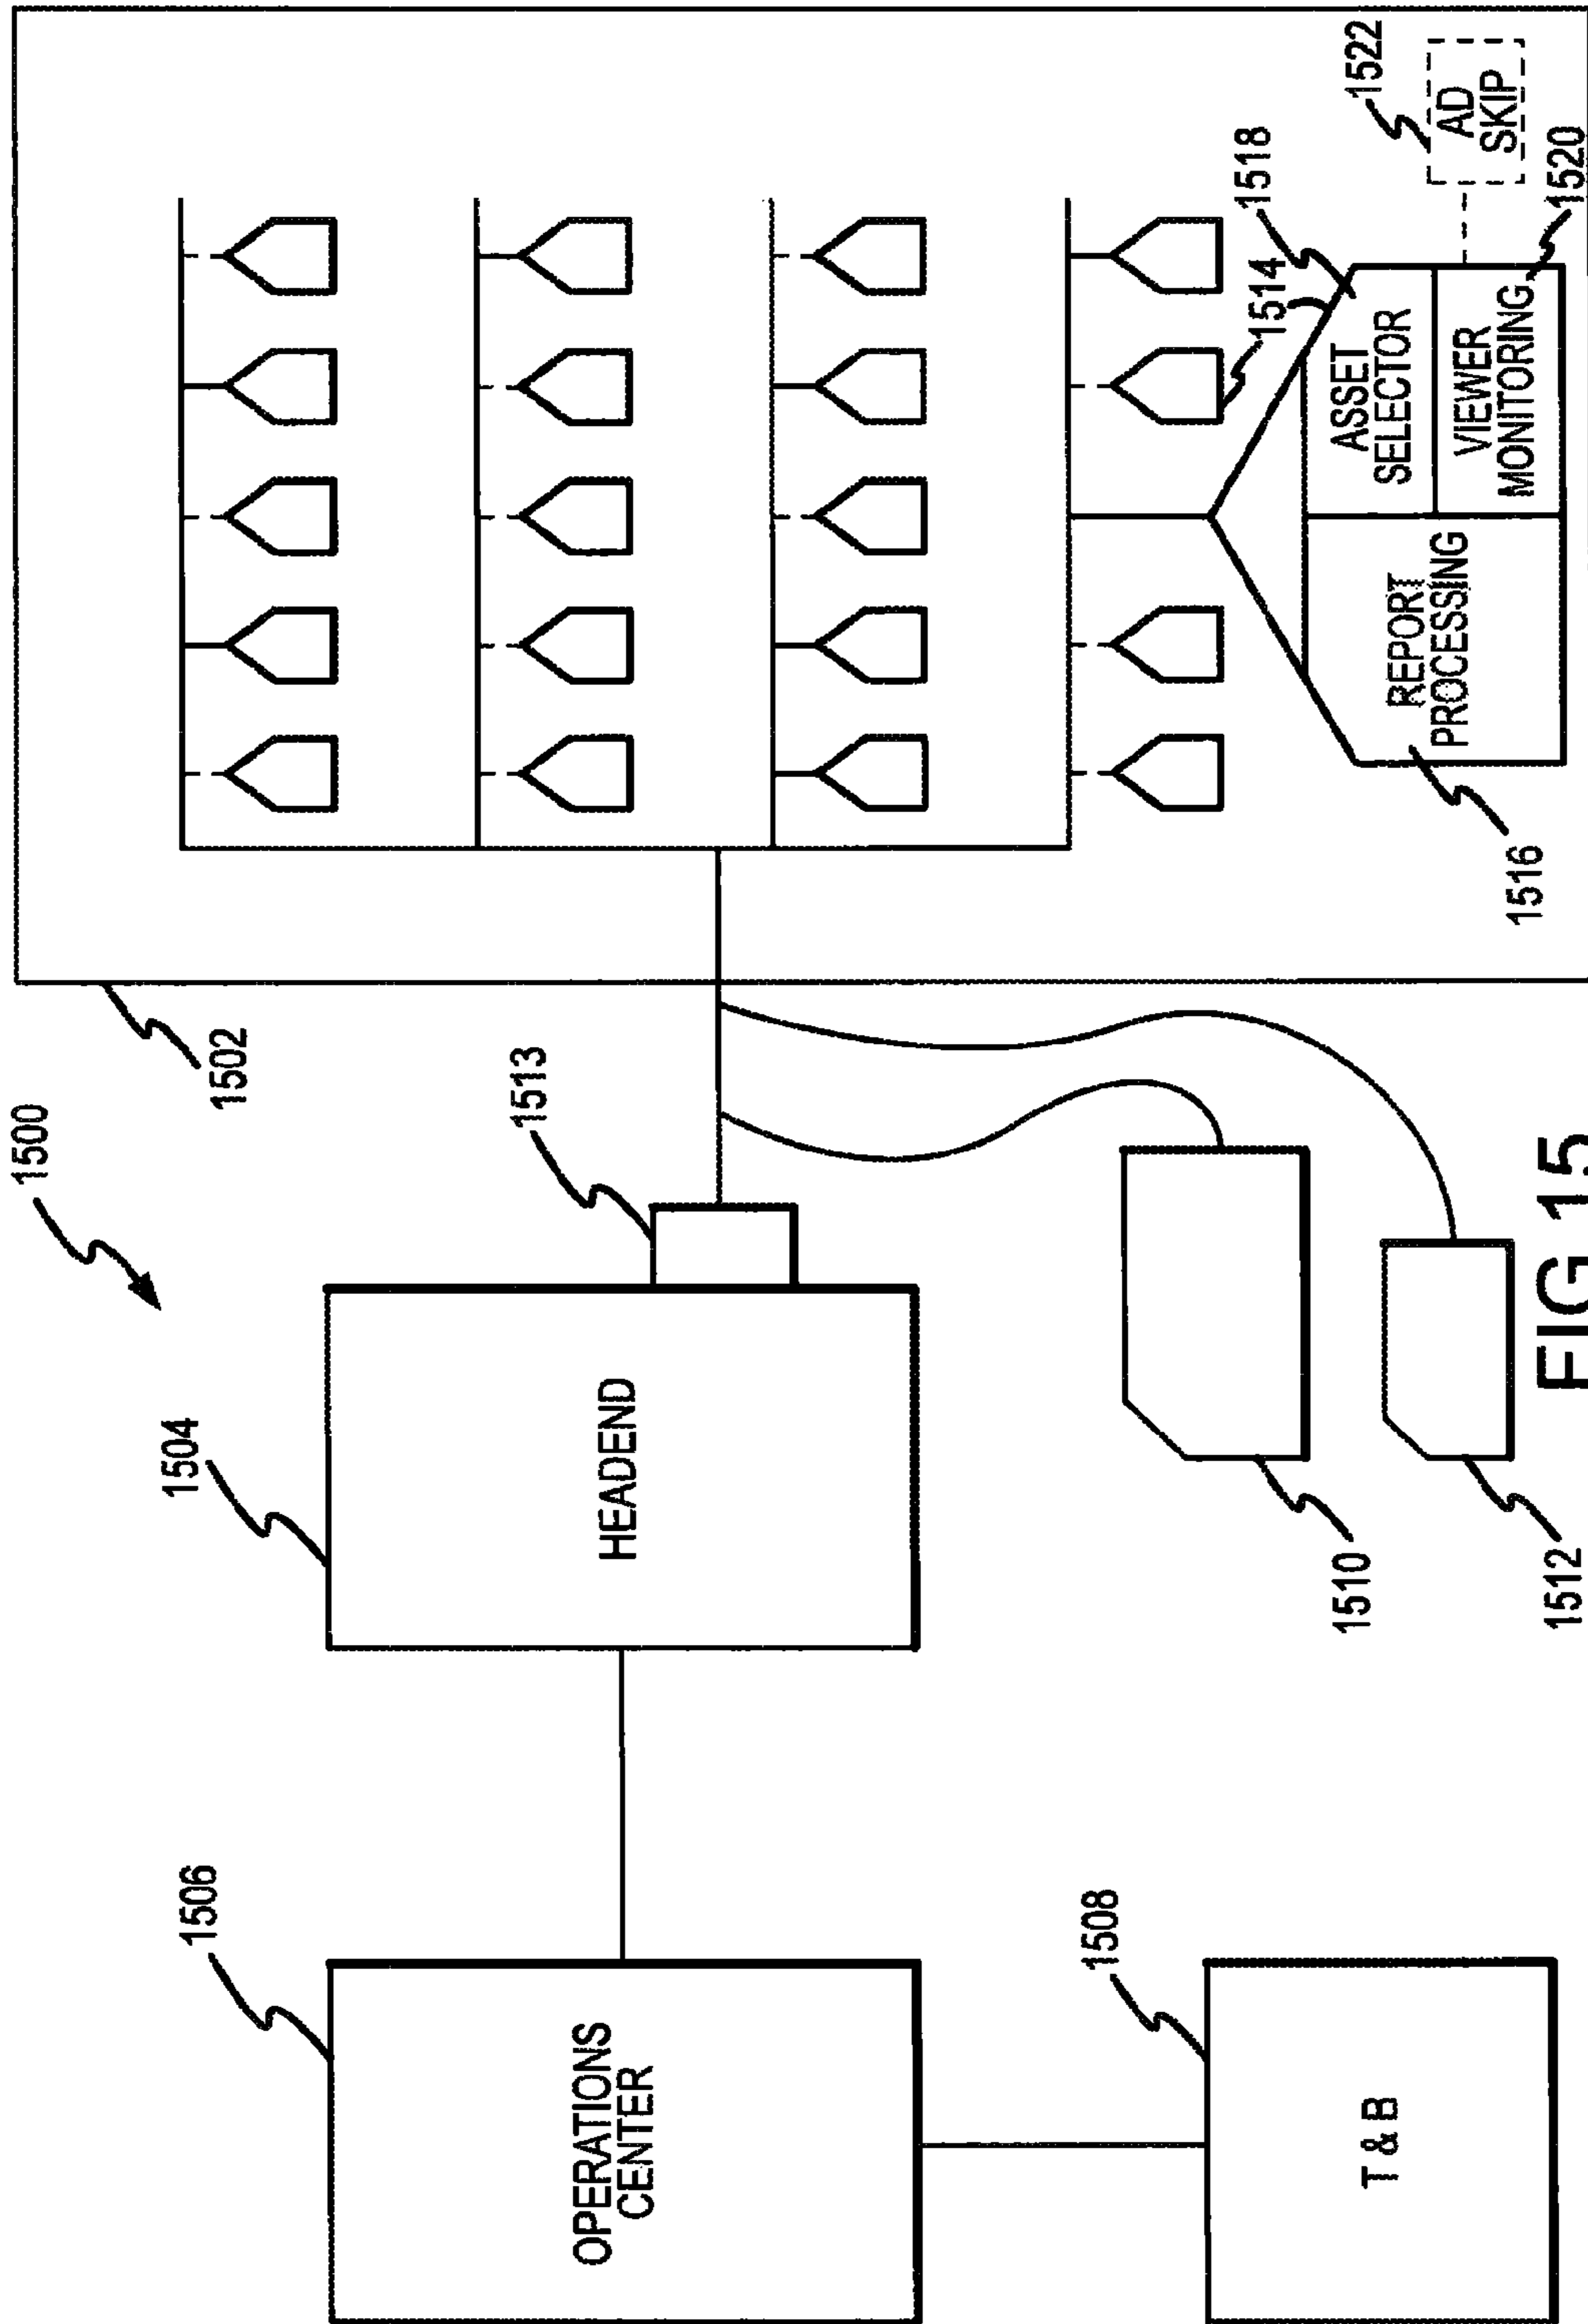 1500
1502
1504
1506
1508
1510
1512
1513
1514
1516
1518
1520
1522
OPERATIONS
CENTER
T & B
HEADEND
REPORT
PROCESSING
ASSET
SELECTOR
VIEWER
MONITORING
AD
SKIP
FIG.15